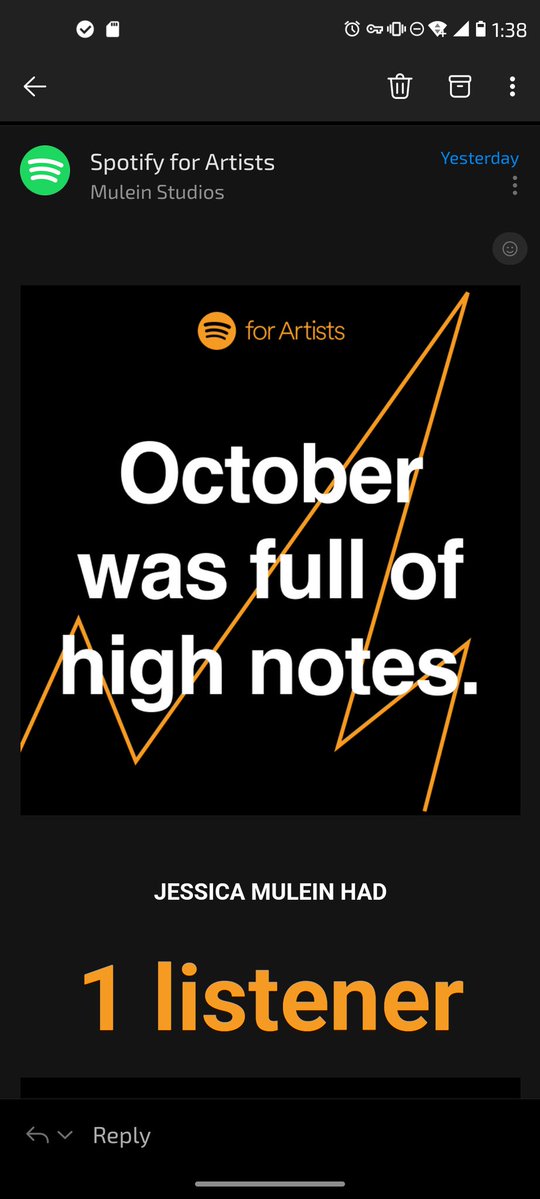 1:38
Spotify for Artists
Yesterday
Mulein Studios
for Artists
October
was full of
high notes.
JESSICA MULEIN HAD
1 listener
Reply